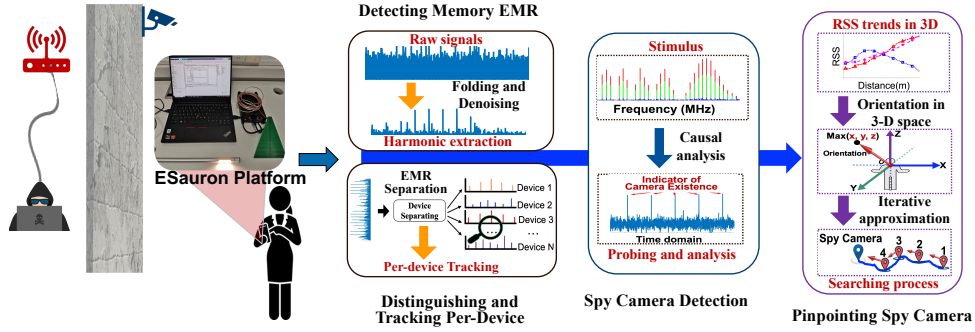 Detecting Memory EMR
Raw signals
Folding and
Denoising
Harmonic extraction
ESauron Platform
EMR
Separation
Device
Separating
Device 1
Device 2
Device 3
...
...
Device N
Per-device Tracking
Distinguishing and
Tracking Per-Device
Stimulus
Frequency (MHz)
Causal
analysis
Indicator of
Camera Existence
Time domain
Probing and analysis
Spy Camera Detection
RSS trends in 3D
RSS
Distance(m)
Orientation in
3-D space
Max(x, y, z)
Z
Orientation
X
Y
Iterative
approximation
Spy Camera
4
3
2
1
Searching process
Pinpointing Spy Camera